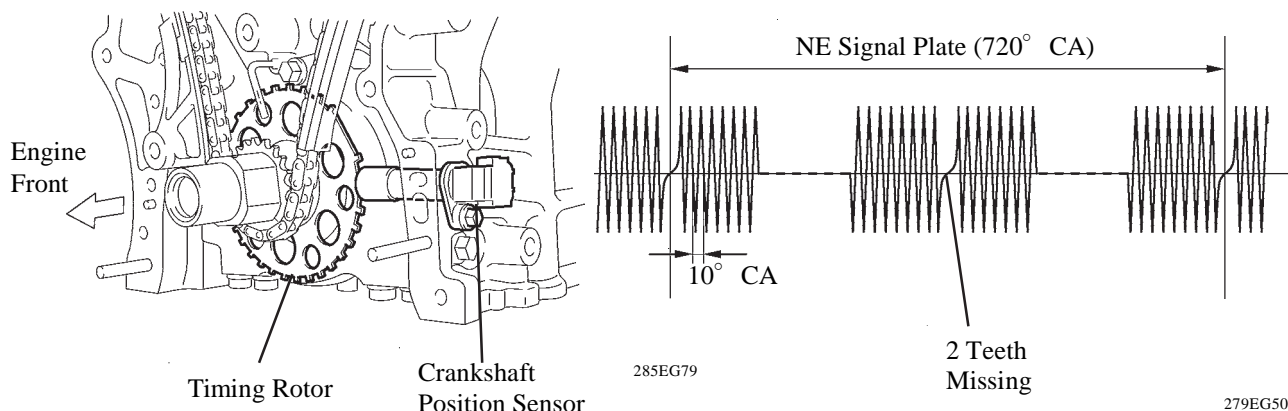 Engine
Front
Timing Rotor
Crankshaft
Position Sensor
285EG79
NE Signal Plate (720° CA)
10° CA
2 Teeth
Missing
279EG50